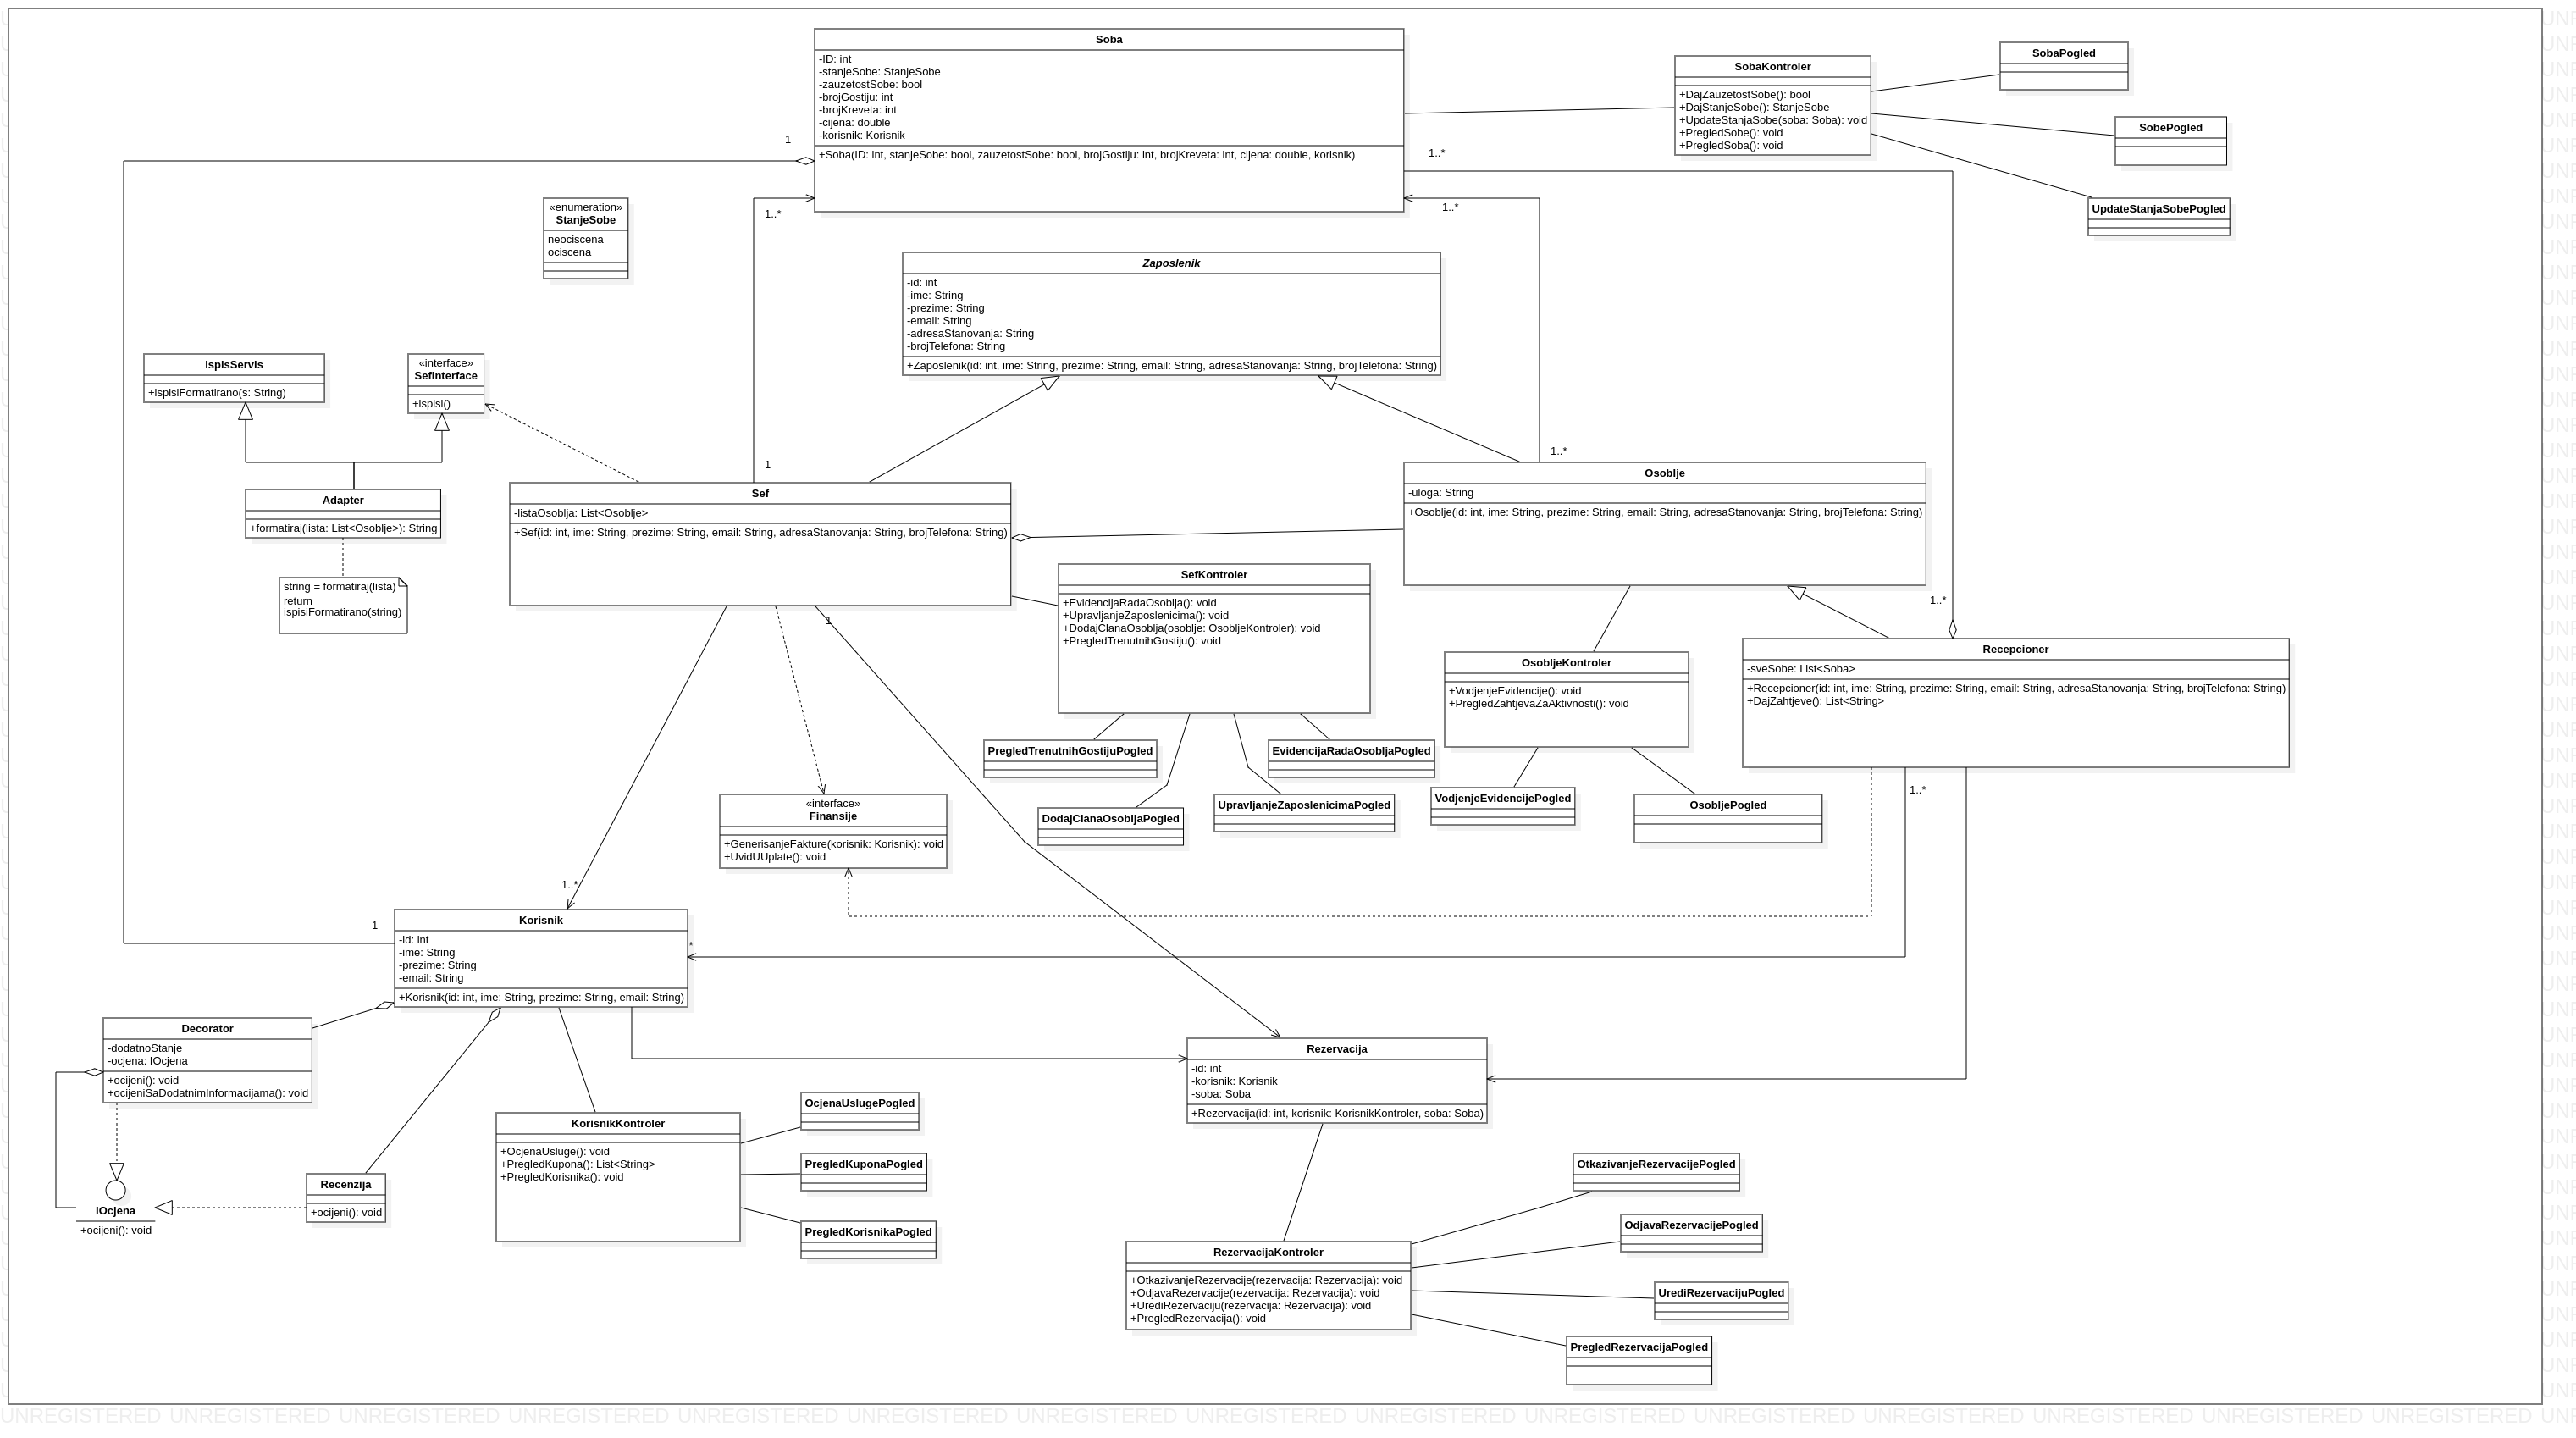 Soba
-ID: int
-stanjeSobe: StanjeSobe
-zauzetostSobe: bool
-brojGostiju: int
-brojKreveta: int
-cijena: double
-korisnik: Korisnik
+Soba(ID: int, stanjeSobe: bool, zauzetostSobe: bool, brojGostiju: int, brojKreveta: int, cijena: double, korisnik)
SobaKontroler
+DajZauzetostSobe(): bool
+DajStanjeSobe(): StanjeSobe
+UpdateStanjaSobe(soba: Soba): void
+PregledSobe(): void
+PregledSoba(): void
SobaPogled
SobePogled
UpdateStanjaSobePogled
1
1..*
1..*
1..*
«enumeration»
StanjeSobe
neociscena
ociscena
Zaposlenik
-id: int
-ime: String
-prezime: String
-email: String
-adresaStanovanja: String
-brojTelefona: String
+Zaposlenik(id: int, ime: String, prezime: String, email: String, adresaStanovanja: String, brojTelefona: String)
IspisServis
+ispisiFormatirano(s: String)
«interface»
SefInterface
+ispisi()
Adapter
+formatiraj(lista: List<Osoblje>): String
string = formatiraj(lista)
return
ispisiFormatirano(string)
1
1..*
Sef
-listaOsoblja: List<Osoblje>
+Sef(id: int, ime: String, prezime: String, email: String, adresaStanovanja: String, brojTelefona: String)
Osoblje
-uloga: String
+Osoblje(id: int, ime: String, prezime: String, email: String, adresaStanovanja: String, brojTelefona: String)
SefKontroler
+EvidencijaRadaOsoblja(): void
+UpravljanjeZaposlenicima(): void
+DodajClanaOsoblja(osoblje: OsobljeKontroler): void
+PregledTrenutnihGostiju(): void
1
1..*
OsobljeKontroler
+VodjenjeEvidencije(): void
+PregledZahtjevaZaAktivnosti(): void
Recepcioner
-sveSobe: List<Soba>
+Recepcioner(id: int, ime: String, prezime: String, email: String, adresaStanovanja: String, brojTelefona: String)
+DajZahtjeve(): List<String>
PregledTrenutnihGostijuPogled
EvidencijaRadaOsobljaPogled
DodajClanaOsobljaPogled
UpravljanjeZaposlenicimaPogled
VodjenjeEvidencijePogled
OsobljePogled
1..*
«interface»
Finansije
+GenerisanjeFakture(korisnik: Korisnik): void
+UvidUUplate(): void
1..*
1
*
Korisnik
-id: int
-ime: String
-prezime: String
-email: String
+Korisnik(id: int, ime: String, prezime: String, email: String)
Decorator
-dodatnoStanje
-ocjena: IOcjena
+ocijeni(): void
+ocijeniSaDodatnimInformacijama(): void
IOcjena
+ocijeni(): void
Recenzija
+ocijeni(): void
KorisnikKontroler
+OcjenaUsluge(): void
+PregledKupona(): List<String>
+PregledKorisnika(): void
OcjenaUslugePogled
PregledKuponaPogled
PregledKorisnikaPogled
Rezervacija
-id: int
-korisnik: Korisnik
-soba: Soba
+Rezervacija(id: int, korisnik: KorisnikKontroler, soba: Soba)
RezervacijaKontroler
+OtkazivanjeRezervacije(rezervacija: Rezervacija): void
+OdjavaRezervacije(rezervacija: Rezervacija): void
+UrediRezervaciju(rezervacija: Rezervacija): void
+PregledRezervacija(): void
OtkazivanjeRezervacijePogled
OdjavaRezervacijePogled
UrediRezervacijuPogled
PregledRezervacijaPogled
UNREGISTERED UNREGISTERED UNREGISTERED UNREGISTERED UNREGISTERED UNREGISTERED UNREGISTERED UNREGISTERED UNREGISTERED UNREGISTERED UNREGISTERED UNREGISTERED UNREGISTERED UNREGISTERED UNREGISTERED